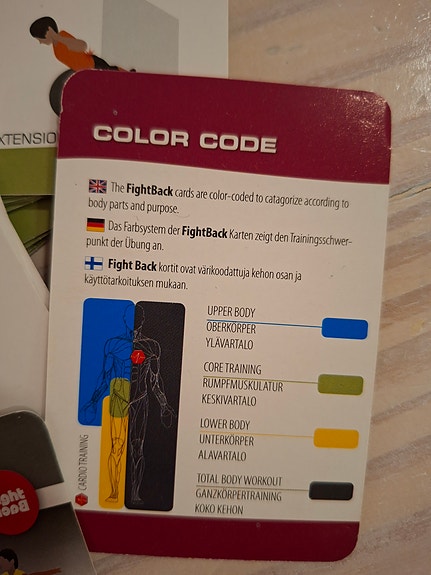 XTENSIO
COLOR CODE
The FightBack cards are color-coded to catagorize according to
body parts and purpose.
Das Farbsystem der FightBack Karten zeigt den Trainingsschwer-
punkt der Übung an.
Fight Back kortit ovat värikoodattuja kehon osan ja
käyttötarkoituksen mukaan.
UPPER BODY
OBERKÖRPER
YLÄVARTALO
CORE TRAINING
RUMPFMUSKULATUR
KESKIVARTALO
LOWER BODY
UNTERKÖRPER
ALAVARTALO
TOTAL BODY WORKOUT
GANZKÖRPERTRAINING
KOKO KEHON
CARDIO TRAINING